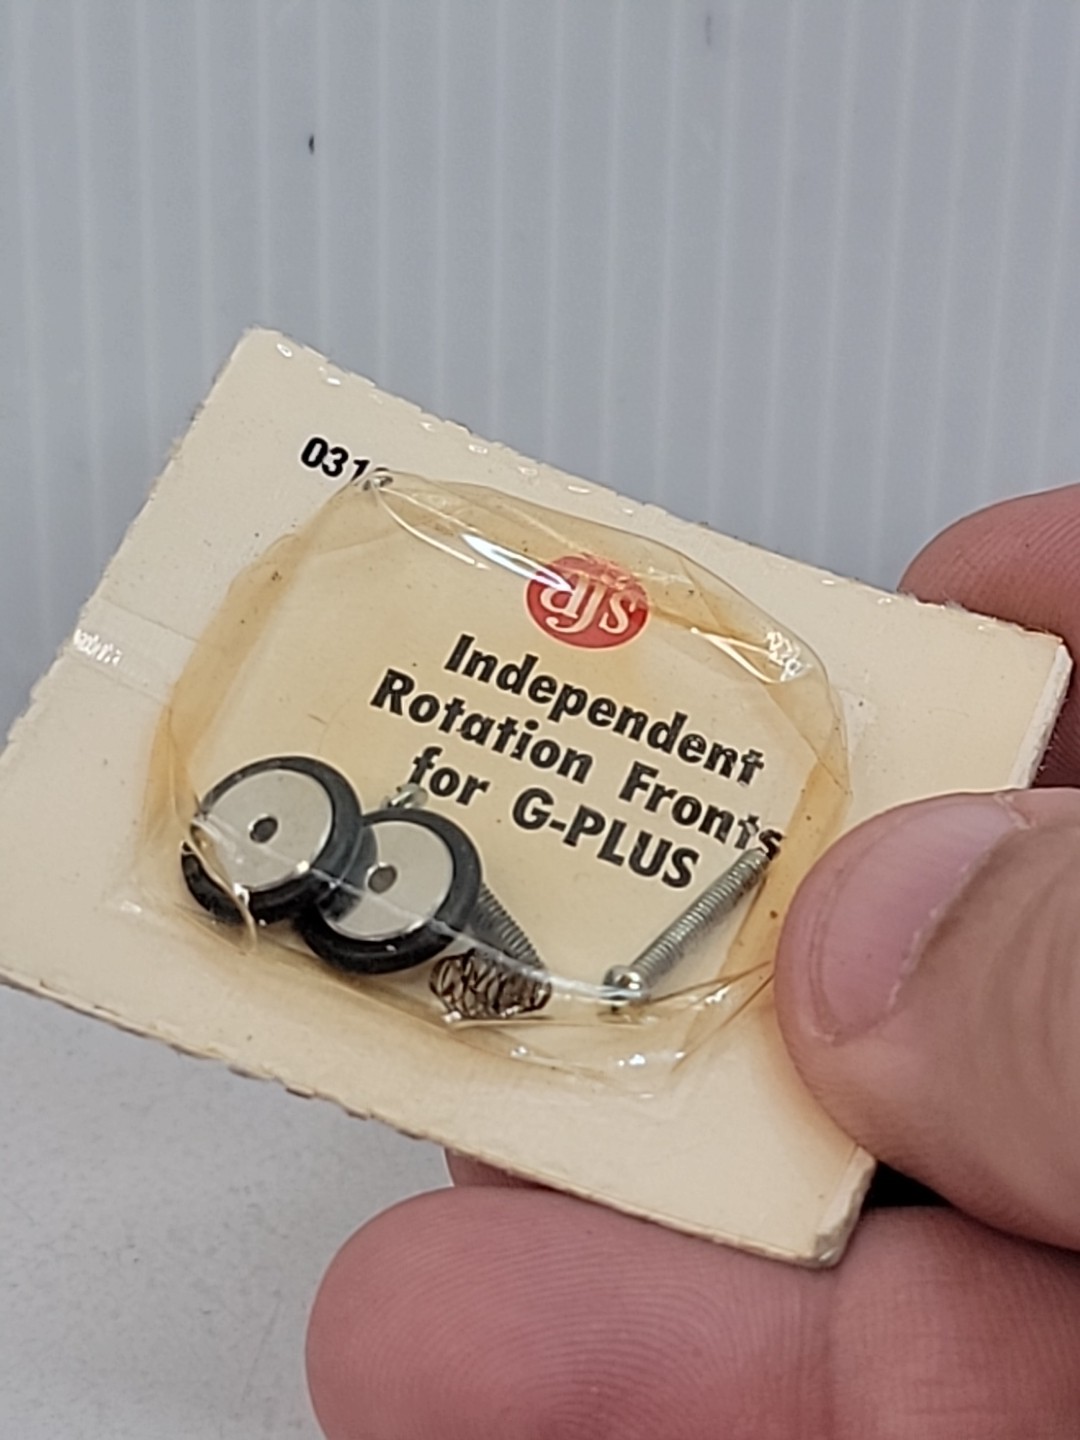 031
ajs
Independent
Rotation Fronts
for G-PLUS